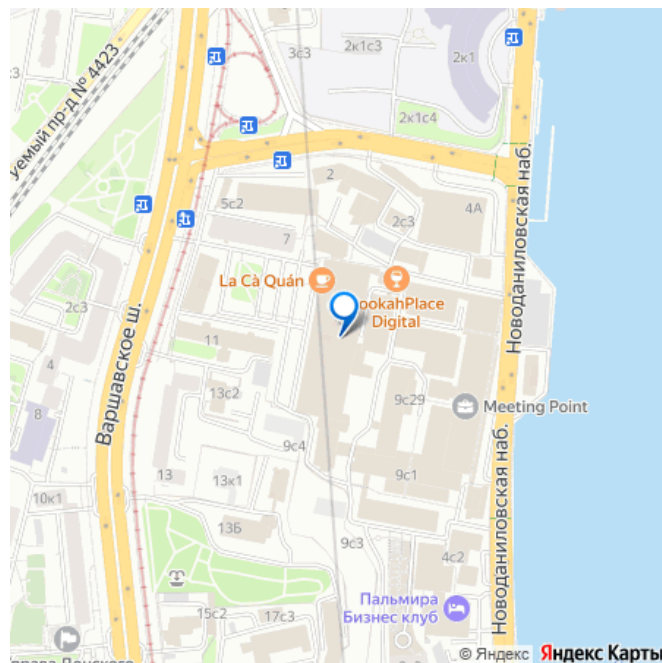 3с3
2к1с3
2к1
2к1с4
уемый пр-д № 4423
Новоданиловская наб.
2
5с2
4А
2с3
7
La Cà Quán
ookahPlace
Digital
2с3
Варшавское ш.
11
4
13с2
8
9с29
Meeting Point
9с4
13
13к1
9с1
10к1
13Б
9с3
Новоданиловская наб.
4с2
Пальмира
Бизнес клуб
15с2
17с3
© Яндекс
Яндекс Карты